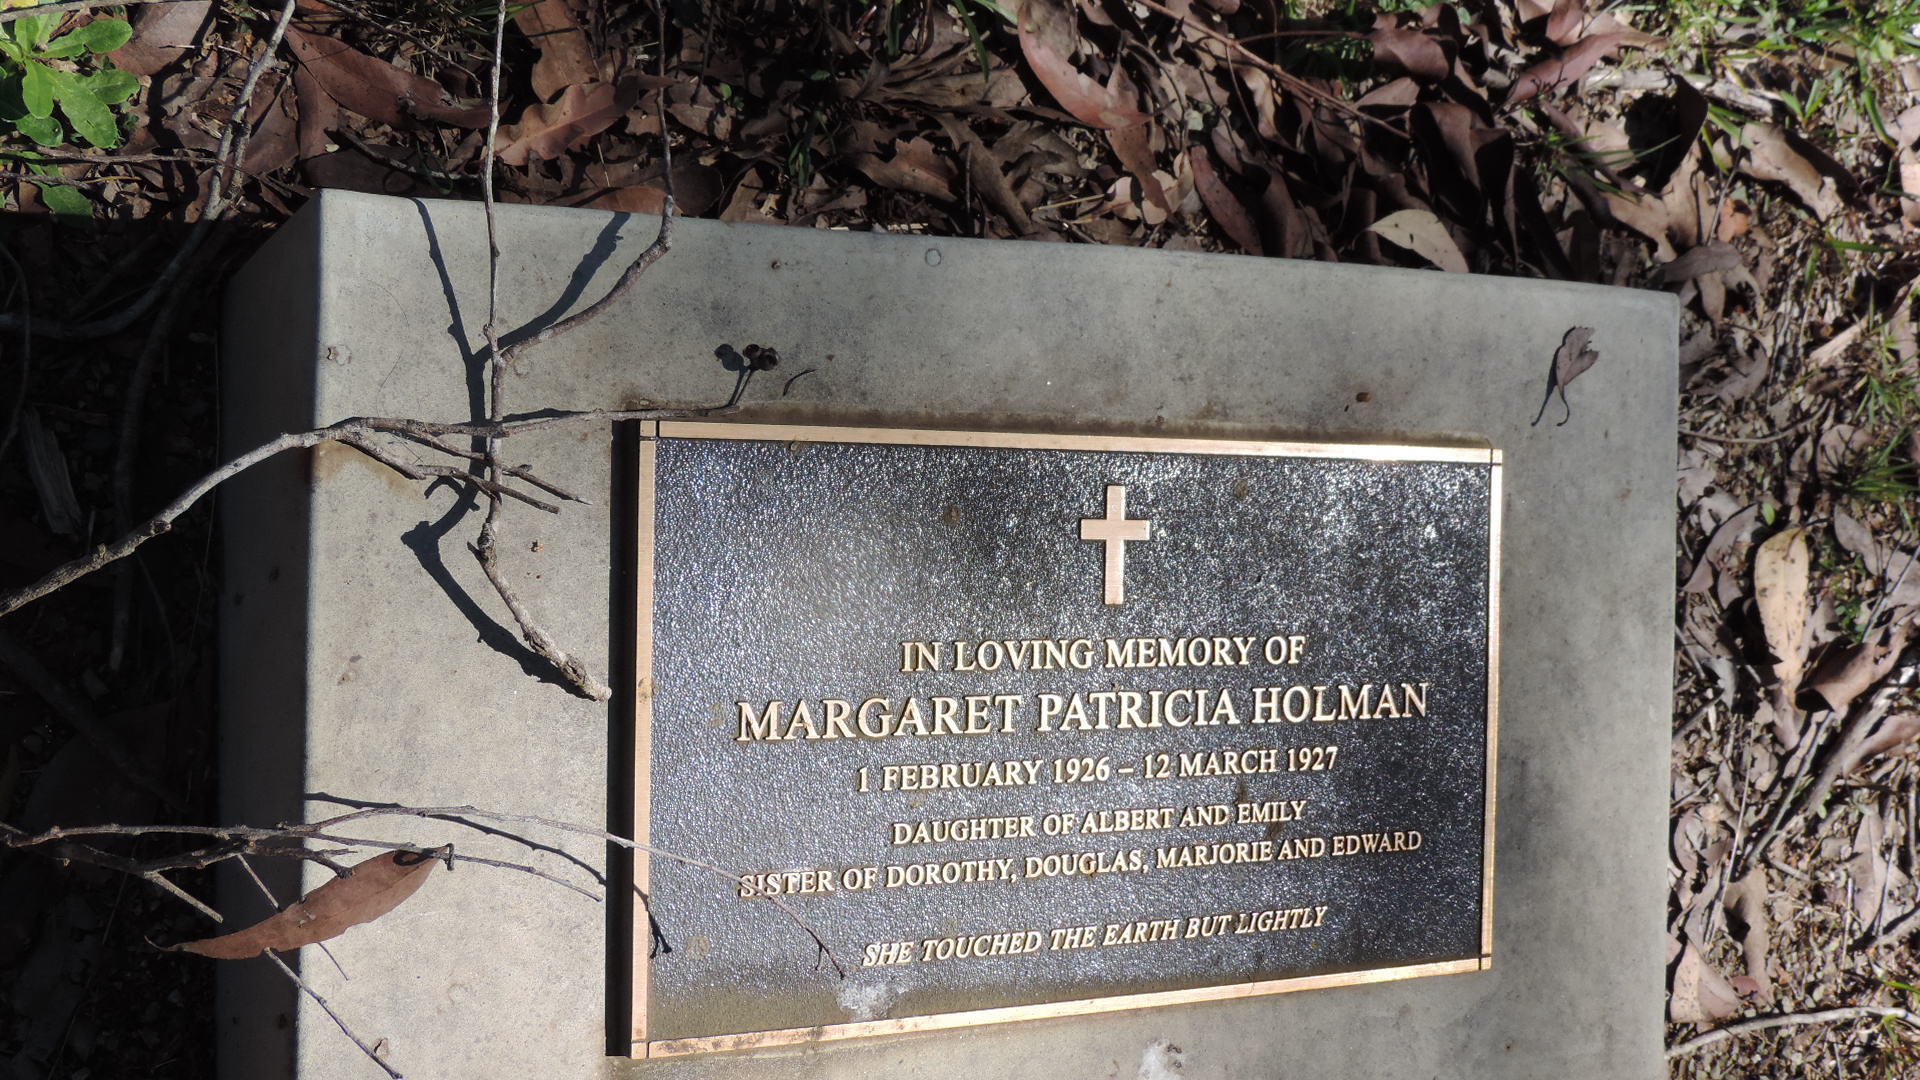 IN LOVING MEMORY OF
MARGARET PATRICIA HOLMAN
1 FEBRUARY 1926 – 12 MARCH 1927
DAUGHTER OF ALBERT AND EMILY
SISTER OF DOROTHY, DOUGLAS, MARJORIE AND EDWARD
SHE TOUCHED THE EARTH BUT LIGHTLY